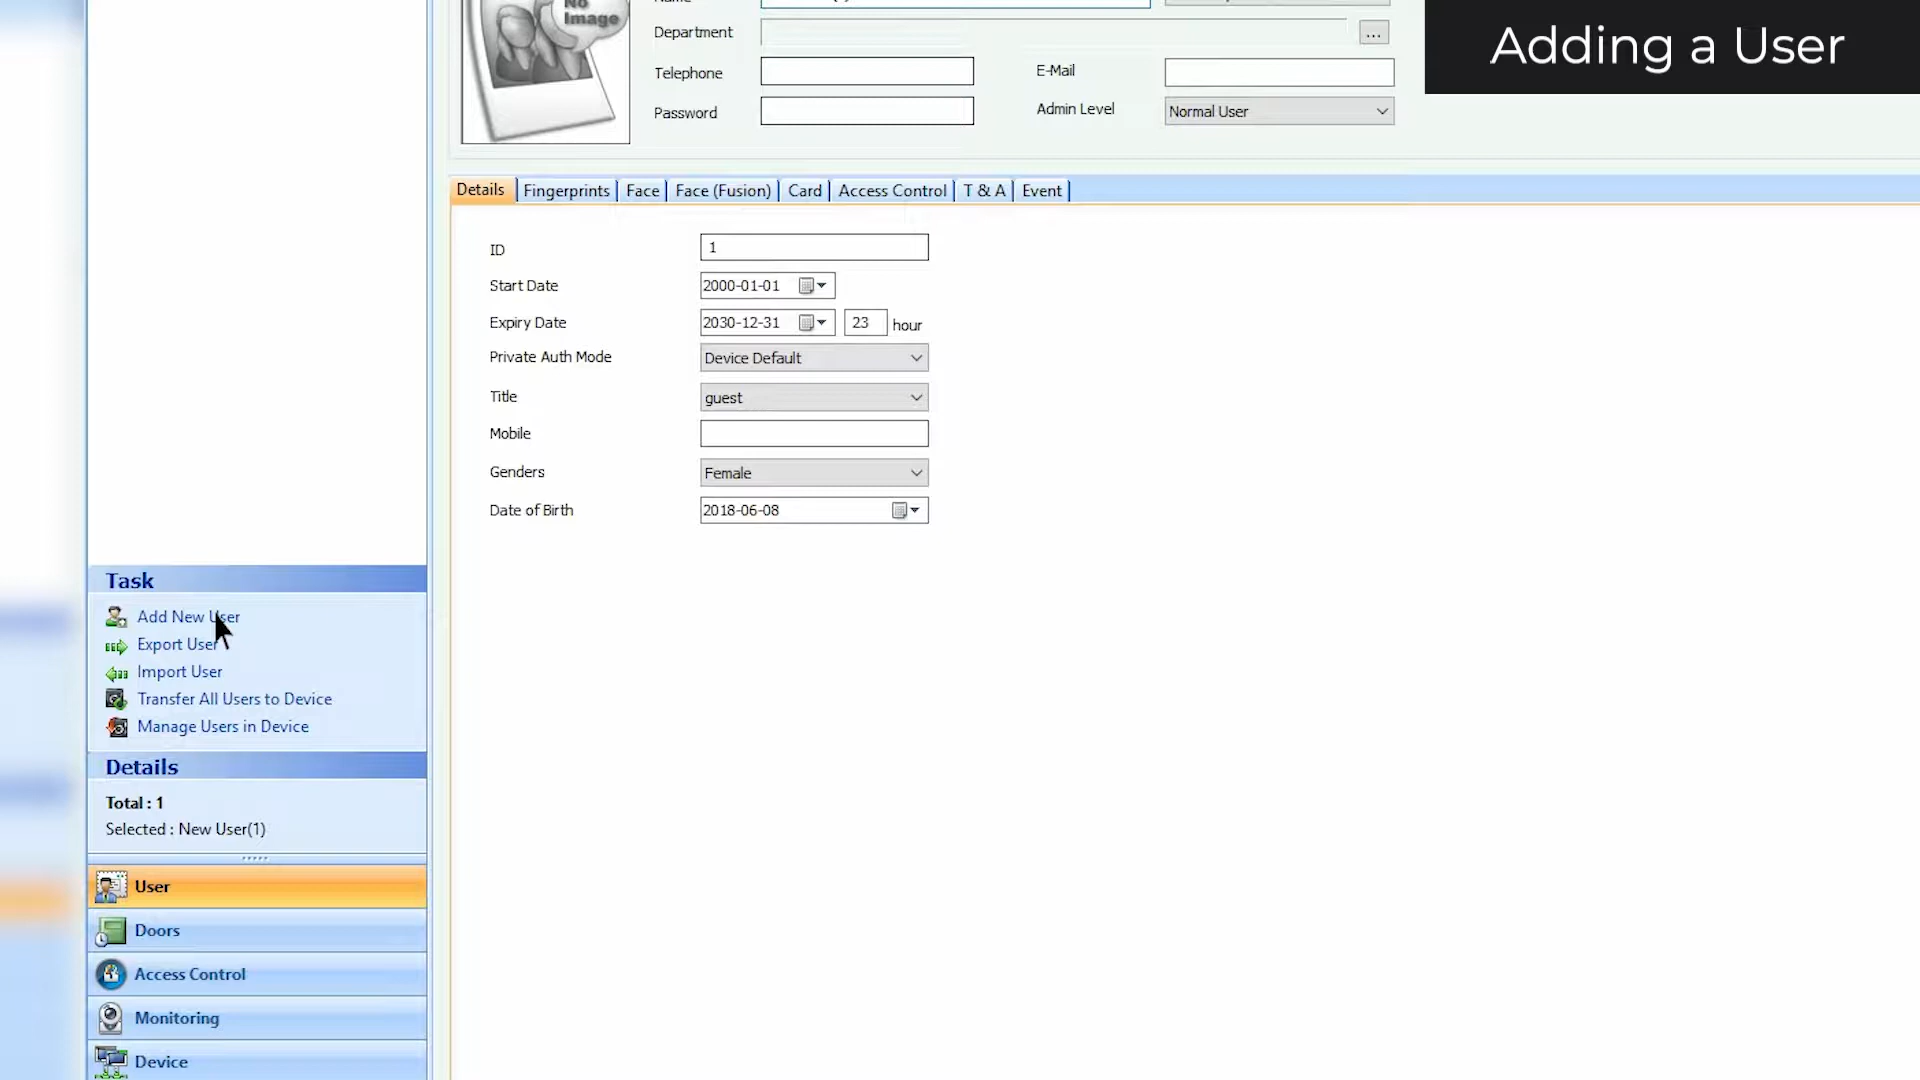 No
Image
Department
...
Telephone
E-Mail
Password
Admin Level
Normal User
Adding a User
Details
Fingerprints
Face
Face (Fusion)
Card
Access Control
T & A
Event
ID
1
Start Date
2000-01-01
Expiry Date
2030-12-31
23
hour
Private Auth Mode
Device Default
Title
guest
Mobile
Genders
Female
Date of Birth
2018-06-08
Task
Add New User
Export User
Import User
Transfer All Users to Device
Manage Users in Device
Details
Total : 1
Selected : New User(1)
User
Doors
Access Control
Monitoring
Device